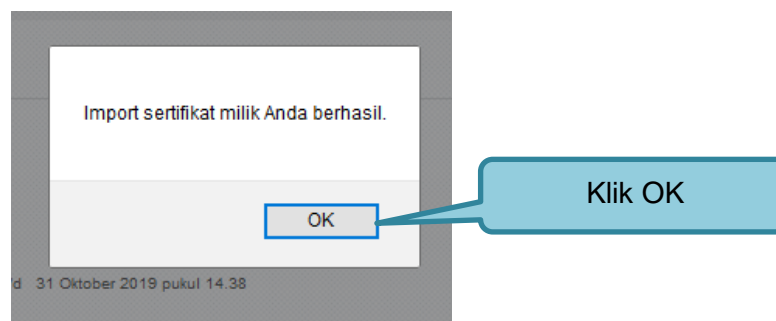 Import sertifikat milik Anda berhasil.
OK
Klik OK
/d 31 Oktober 2019 pukul 14.38